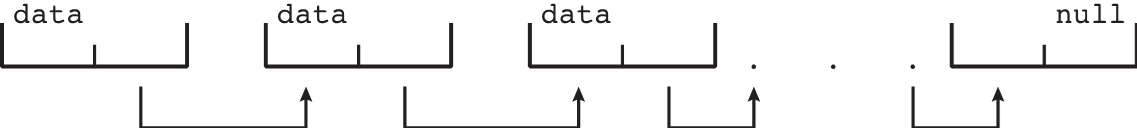 data data data null
. . .